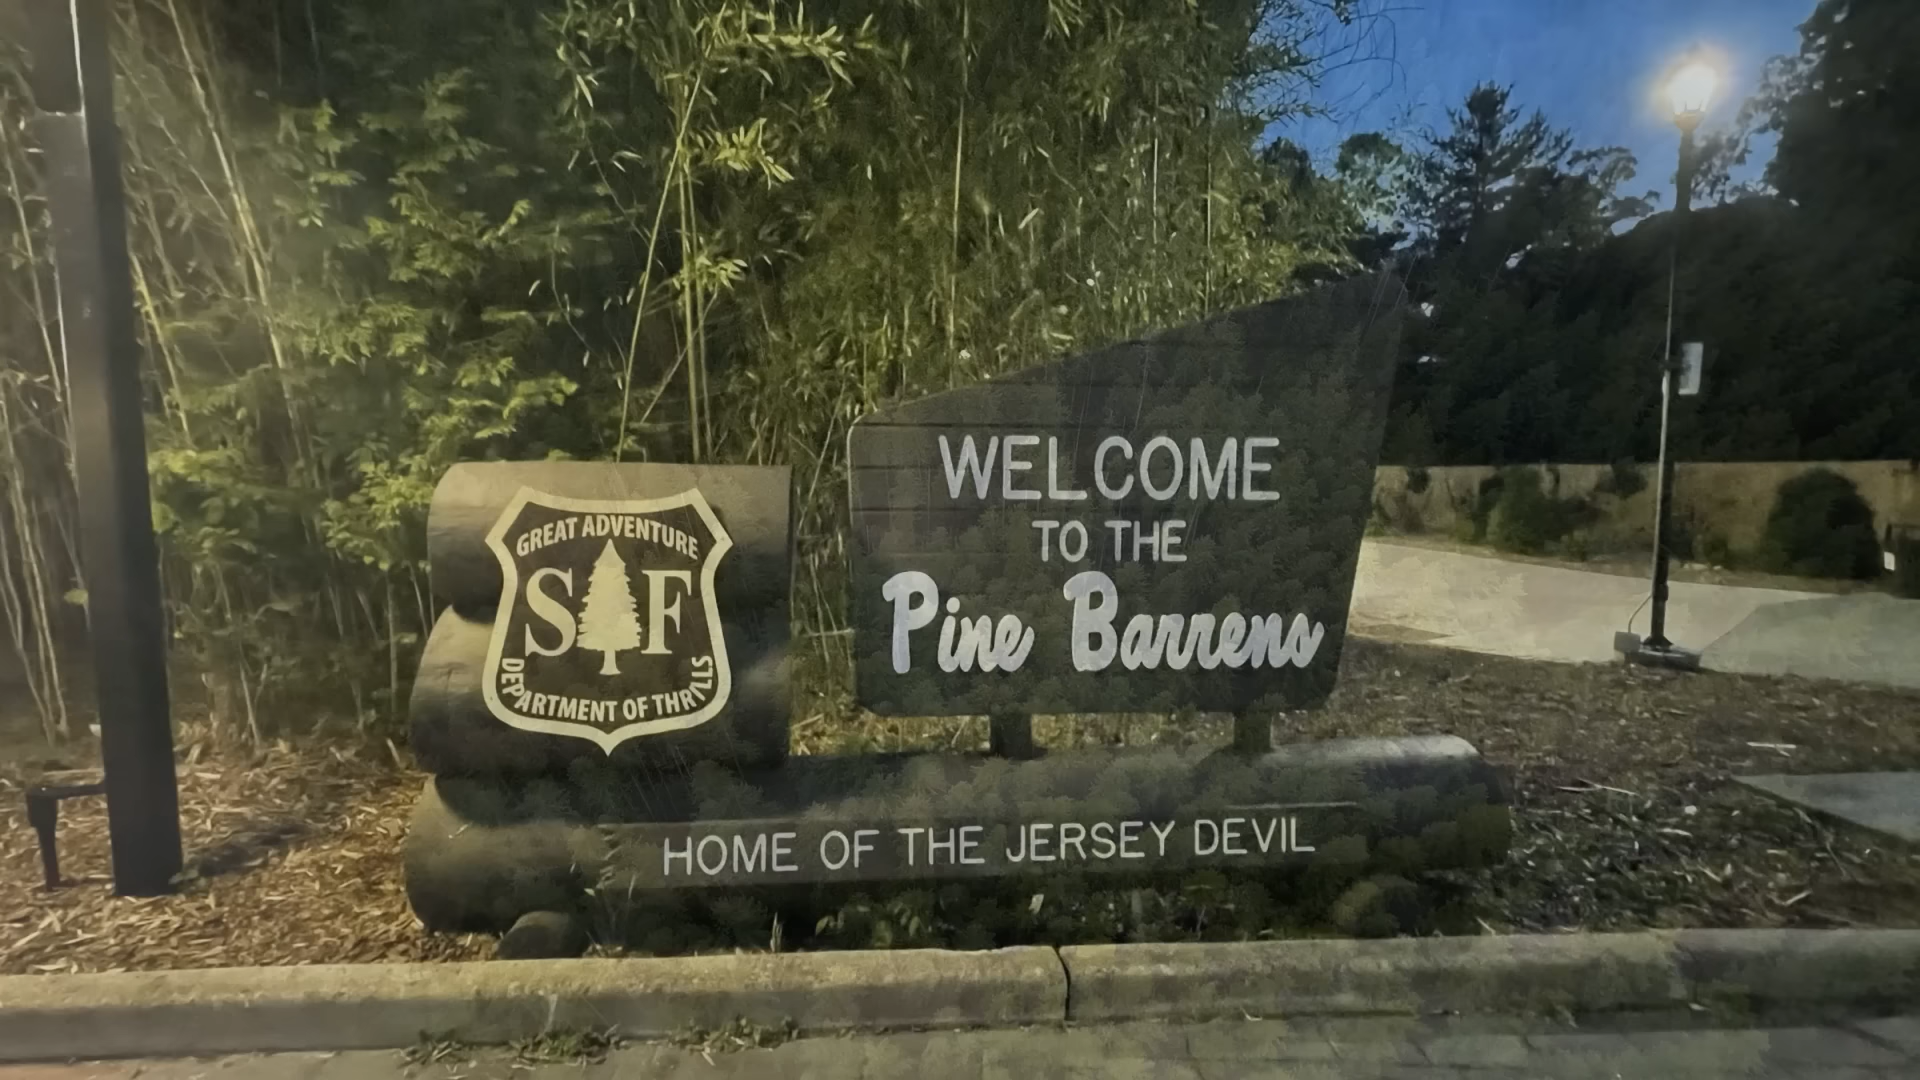 GREAT ADVENTURE
S F
DEPARTMENT OF THRILLS
WELCOME
TO THE
Pine Barrens
HOME OF THE JERSEY DEVIL